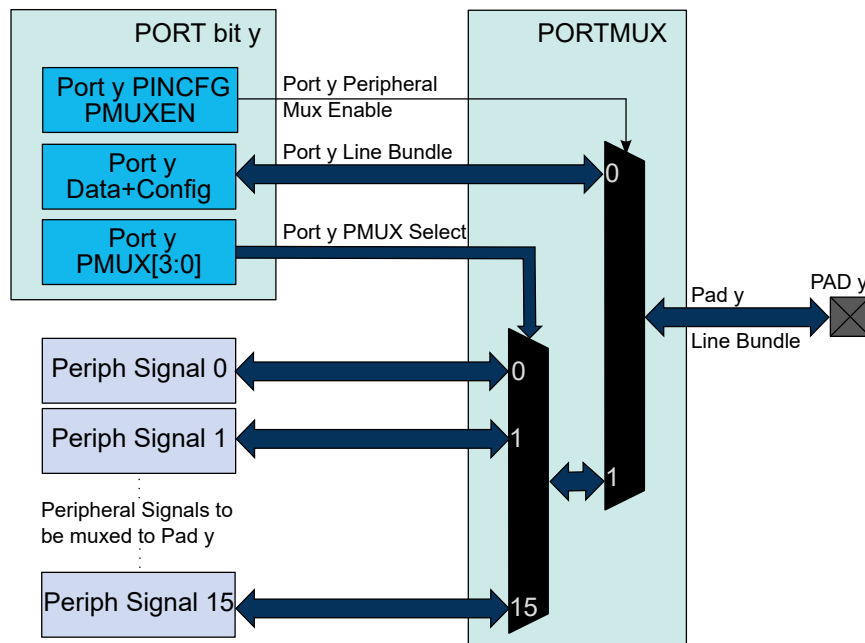 PORT bit y
PORTMUX
Port y PINCFG
PMUXEN
Port y Peripheral
Mux Enable
Port y
Data+Config
Port y Line Bundle
0
Port y
PMUX[3:0]
Port y PMUX Select
Pad y
Line Bundle
PAD y
Periph Signal 0
0
Periph Signal 1
1
1
Peripheral Signals to
be muxed to Pad y
Periph Signal 15
15